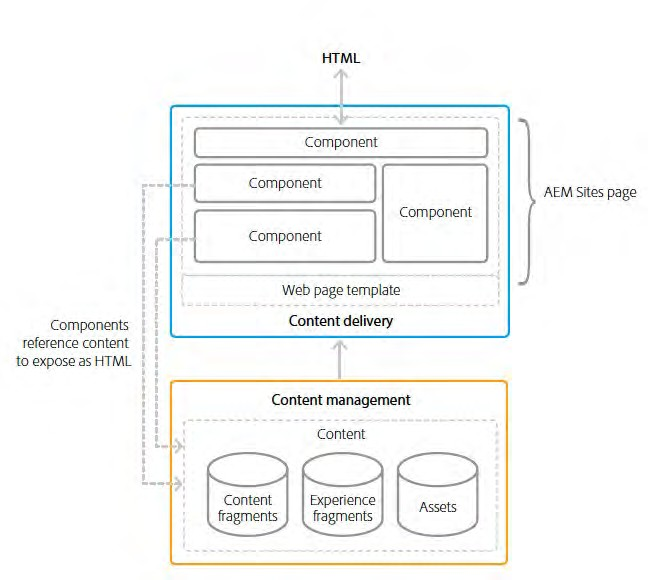 HTML
Component
Component
Component
Component
AEM Sites page
Web page template
Content delivery
Components
reference content
to expose as HTML
Content management
Content
Content
fragments
Experience
fragments
Assets